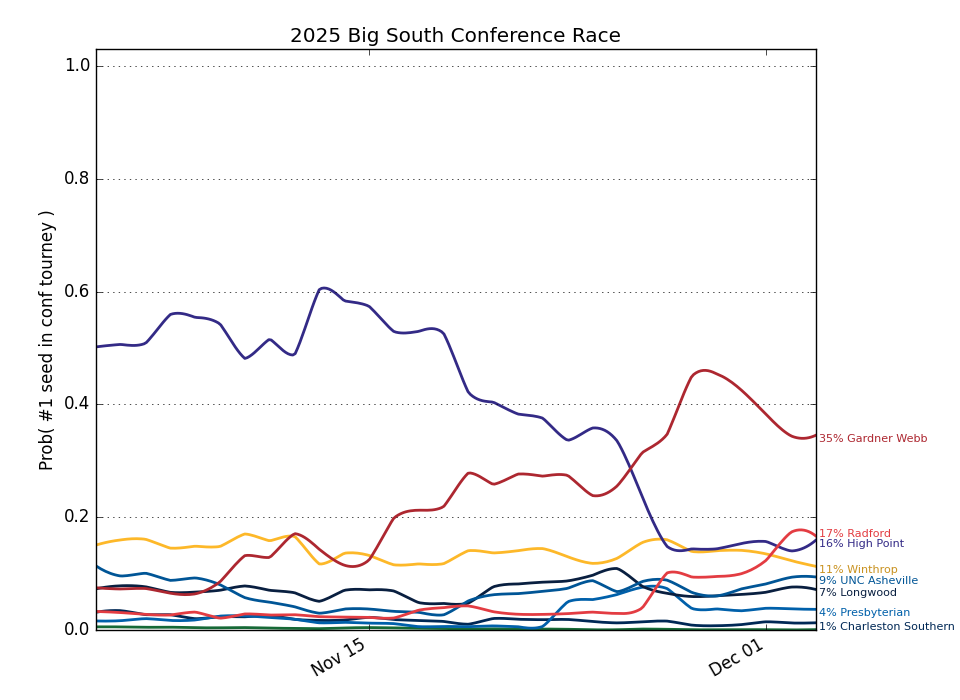 2025 Big South Conference Race
Prob( #1 seed in conf tourney )
1.0
0.8
0.6
0.4
0.2
0.0
Nov 15
Dec 01
35% Gardner Webb
17% Radford
16% High Point
11% Winthrop
9% UNC Asheville
7% Longwood
4% Presbyterian
1% Charleston Southern